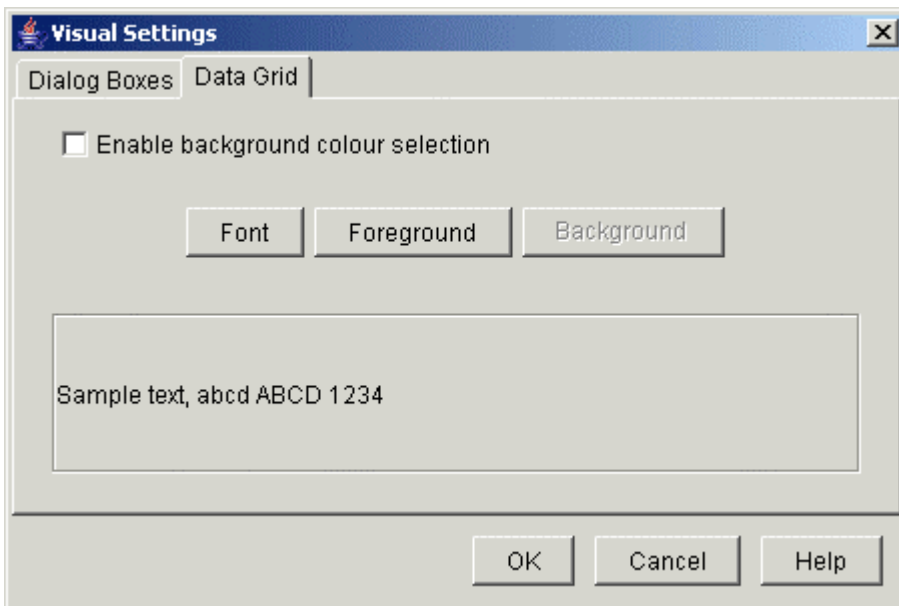 Visual Settings
Dialog Boxes Data Grid
Enable background colour selection
Font Foreground Background
Sample text, abcd ABCD 1234
OK Cancel Help